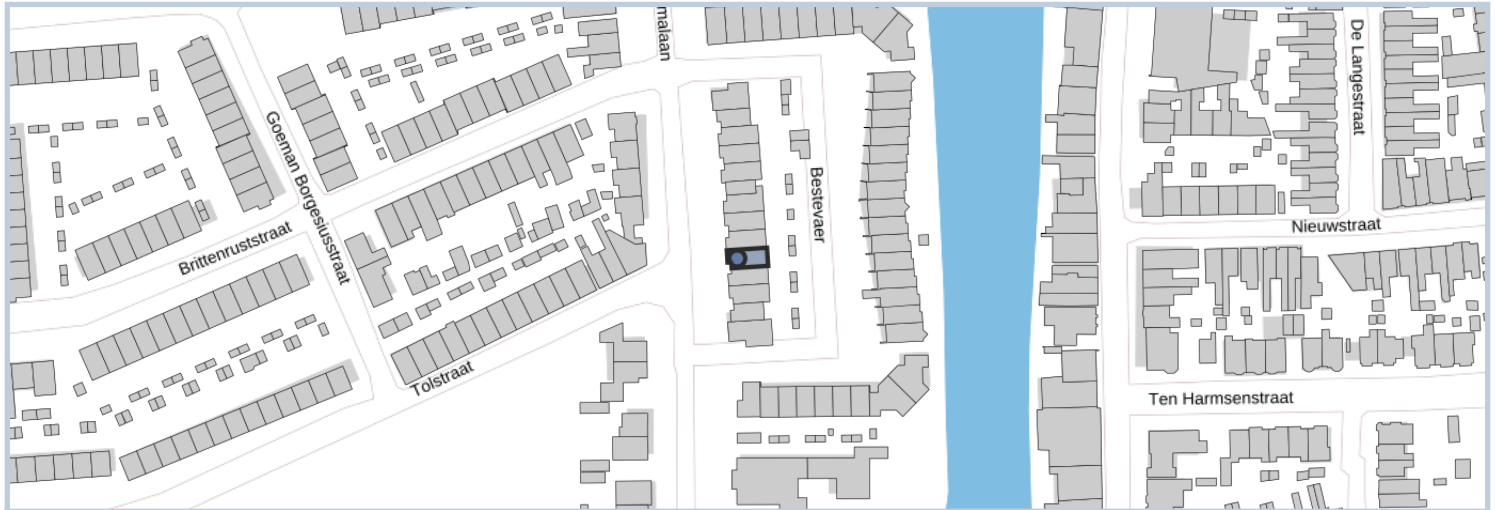 malaan
De Langestraat
Goeman Borgesiusstraat
Bestevaer
Nieuwstraat
Brittenruststraat
Tolstraat
Ten Harmsenstraat